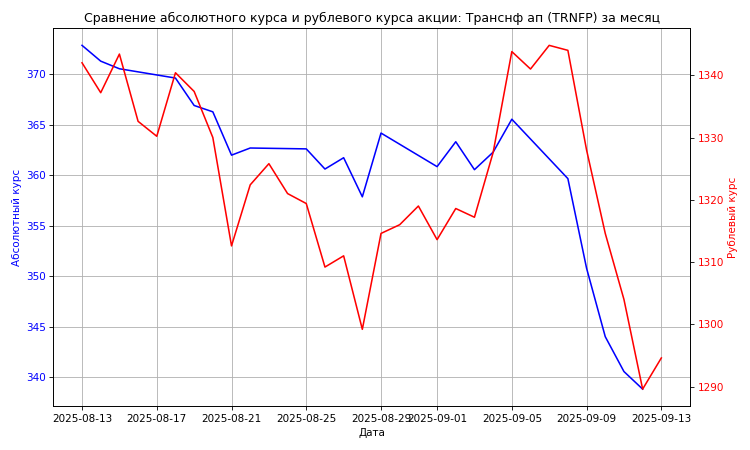 Сравнение абсолютного курса и рублевого курса акции: Транснф ап (TRNFP) за месяц
Абсолютный курс
370
365
360
355
350
345
340
1340
1330
1320
1310
1300
1290
Рублевый курс
2025-08-13 2025-08-17 2025-08-21 2025-08-25 2025-08-29 2025-09-01 2025-09-05 2025-09-09 2025-09-13
Дата